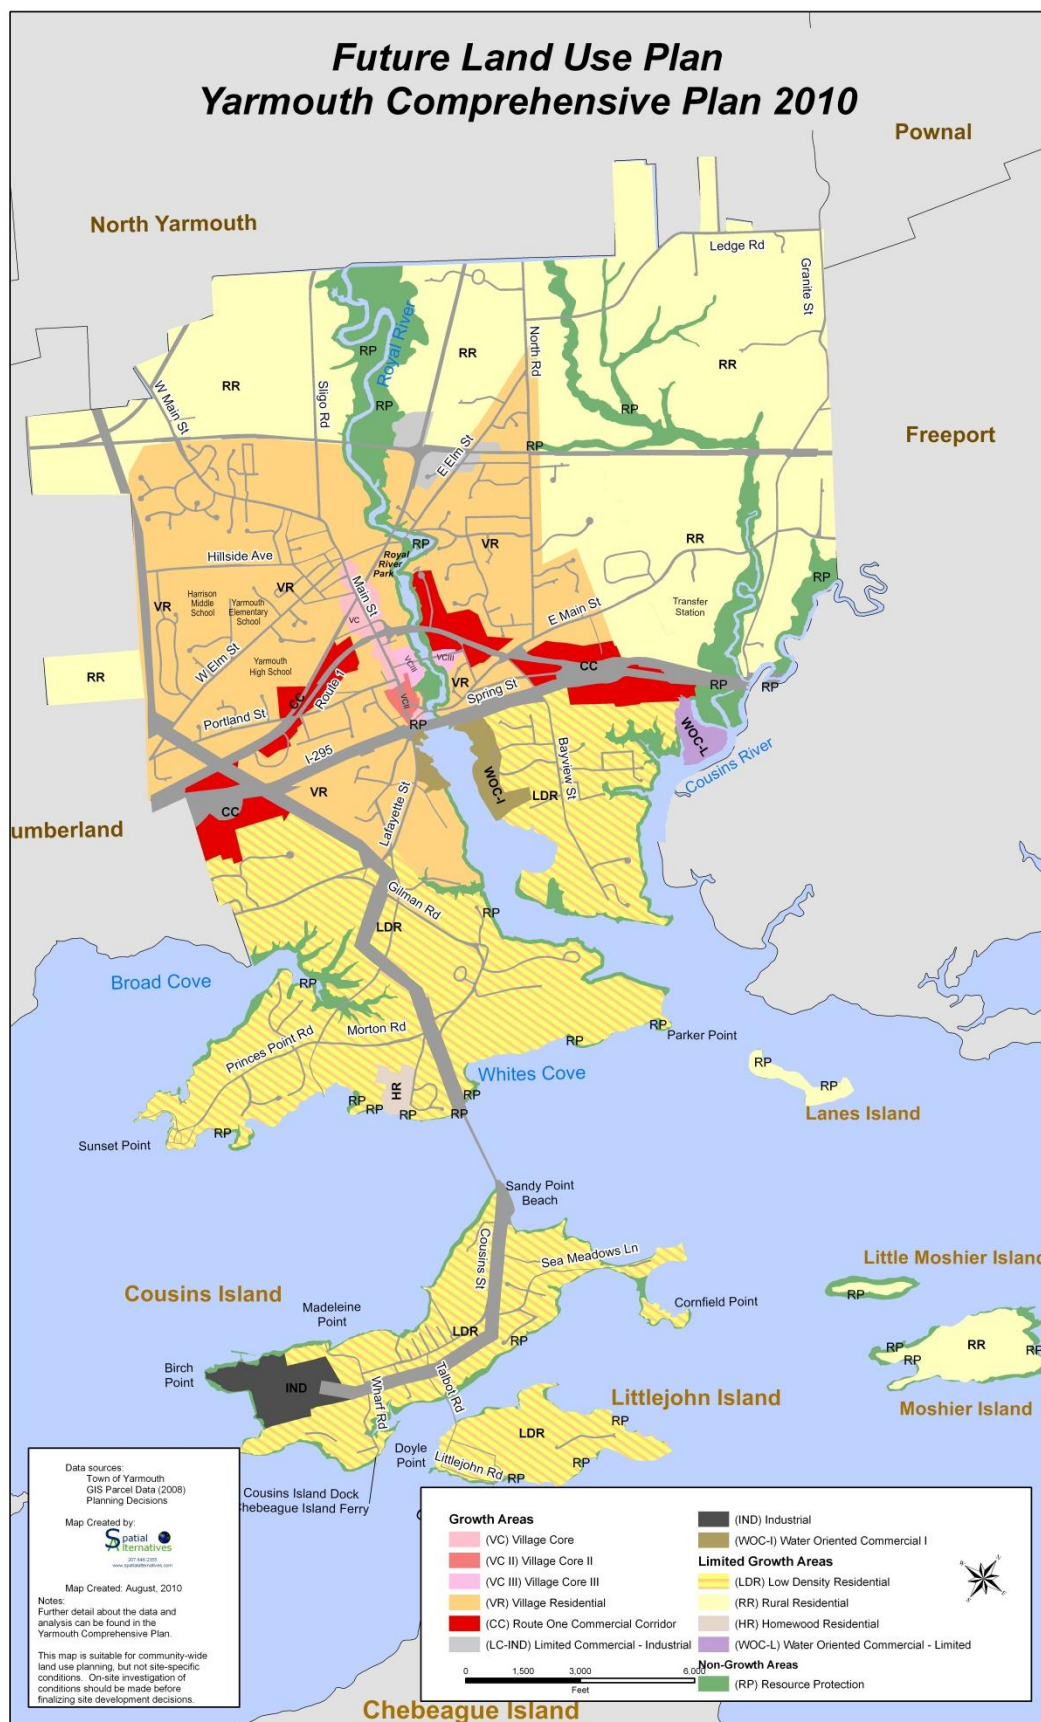 Future Land Use Plan
Yarmouth Comprehensive Plan 2010
Pownal
North Yarmouth
Ledge Rd
Granite St
Royal River
North Rd
RP
RR
RR
RR
Sligo Rd
W Main St
RP
RP
Freeport
E Elm St
RP
RP
VR
RR
Hillside Ave
Royal
River
Park
RP
VR
VR
Harrison
Middle
School
Yarmouth
Elementary
School
Main St
VC
E Main St
Transfer
Station
W Elm St
Yarmouth
High School
VCII
VCIII
VR
CC
RR
CC
Route 1
Spring St
RP
RP
Portland St
VCII
RP
I-295
WOC-L
Bayview St
WOC-I
Cousins River
LDR
VR
CC
umberland
Lafayette St
Gilman Rd
RP
LDR
Broad Cove
RP
Morton Rd
Princes Point Rd
RP
Parker Point
RP
Whites Cove
RP
RP
Lanes Island
HR
RP
RP
RP
RP
RP
RP
Sunset Point
Sandy Point
Beach
Cousins St
Sea Meadows Ln
Little Moshier Island
Cousins Island
Madeleine
Point
Cornfield Point
RP
LDR
RP
RP
RR
RP
RP
Birch
Point
IND
Wharf Rd
Talbot Rd
Littlejohn Island
Moshier Island
RP
LDR
Doyle
Point
Littlejohn Rd
RP
RP
Cousins Island Dock
Chebeague Island Ferry
Data sources:
Town of Yarmouth
GIS Parcel Data (2008)
Planning Decisions
Map Created by:
Spatial
Alternatives
207.846.2355
www.spatialalternatives.com
Map Created: August, 2010
Notes:
Further detail about the data and
analysis can be found in the
Yarmouth Comprehensive Plan.
This map is suitable for community-wide
land use planning, but not site-specific
conditions. On-site investigation of
conditions should be made before
finalizing site development decisions.
Growth Areas
(VC) Village Core
(VC II) Village Core II
(VC III) Village Core III
(VR) Village Residential
(CC) Route One Commercial Corridor
(LC-IND) Limited Commercial - Industrial
0 1,500 3,000 6,000
Feet
(IND) Industrial
(WOC-I) Water Oriented Commercial I
Limited Growth Areas
(LDR) Low Density Residential
(RR) Rural Residential
(HR) Homewood Residential
(WOC-L) Water Oriented Commercial - Limited
Non-Growth Areas
(RP) Resource Protection
Chebeague Island